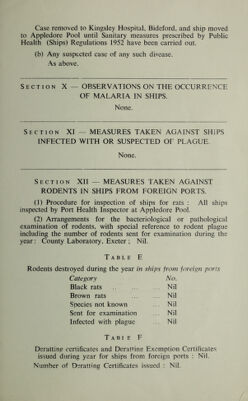 Case removed to Kingsley Hospital, Bideford, and ship moved
to Appledore Pool until Sanitary measures prescribed by Public
Health (Ships) Regulations 1952 have been carried out.
(b) Any suspected case of any such disease.
As above.
SECTION X — OBSERVATIONS ON THE OCCURRENCE
OF MALARIA IN SHIPS.
None.
SECTION XI — MEASURES TAKEN AGAINST SHIPS
INFECTED WITH OR SUSPECTED OF PLAGUE.
None.
SECTION XII — MEASURES TAKEN AGAINST
RODENTS IN SHIPS FROM FOREIGN PORTS.
(1) Procedure for inspection of ships for rats : All ships
inspected by Port Health Inspector at Appledore Pool.
(2) Arrangements for the bacteriological or pathological
examination of rodents, with special reference to rodent plague
including the number of rodents sent for examination during the
year : County Laboratory, Exeter ; Nil.
TABLE E
Rodents destroyed during the year in ships from foreign ports
Category No.
Black rats .. ... ... Nil
Brown rats ... ... Nil
Species not known ... Nil
Sent for examination ... Nil
Infected with plague ... Nil
TABLE F
Deratting certificates and Deratting Exemption Certificates
issued during year for ships from foreign ports : Nil.
Number of Deratting Certificates issued : Nil.